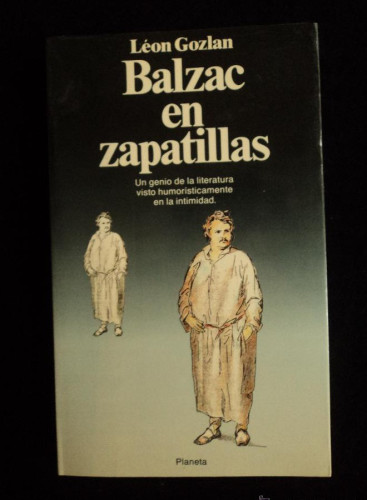 Léon Gozlan
Balzac
en
zapatillas
Un genio de la literatura
visto humorísticamente
en la intimidad.
Planeta